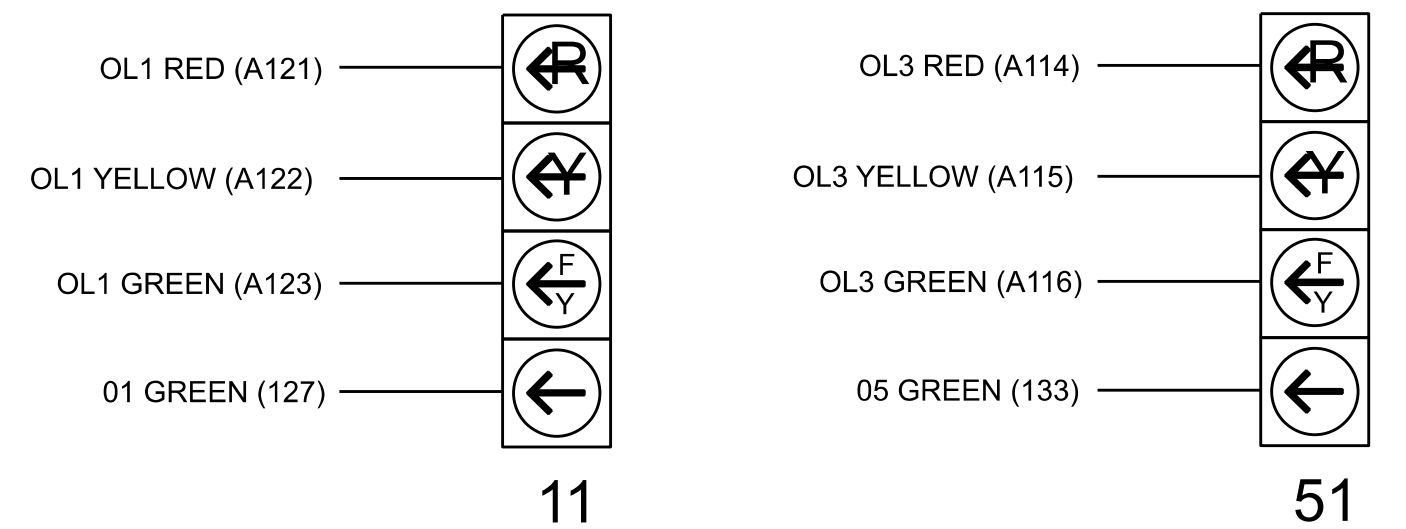 OL1 RED (A121)
R
OL1 YELLOW (A122)
Y
OL1 GREEN (A123)
F
Y
01 GREEN (127)
11
OL3 RED (A114)
R
OL3 YELLOW (A115)
Y
OL3 GREEN (A116)
F
Y
05 GREEN (133)
51